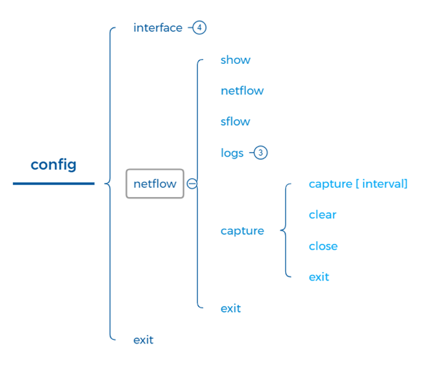 interface 4
show
netflow
sflow
config
logs 3
netflow
capture [ interval]
clear
capture
close
exit
exit
exit